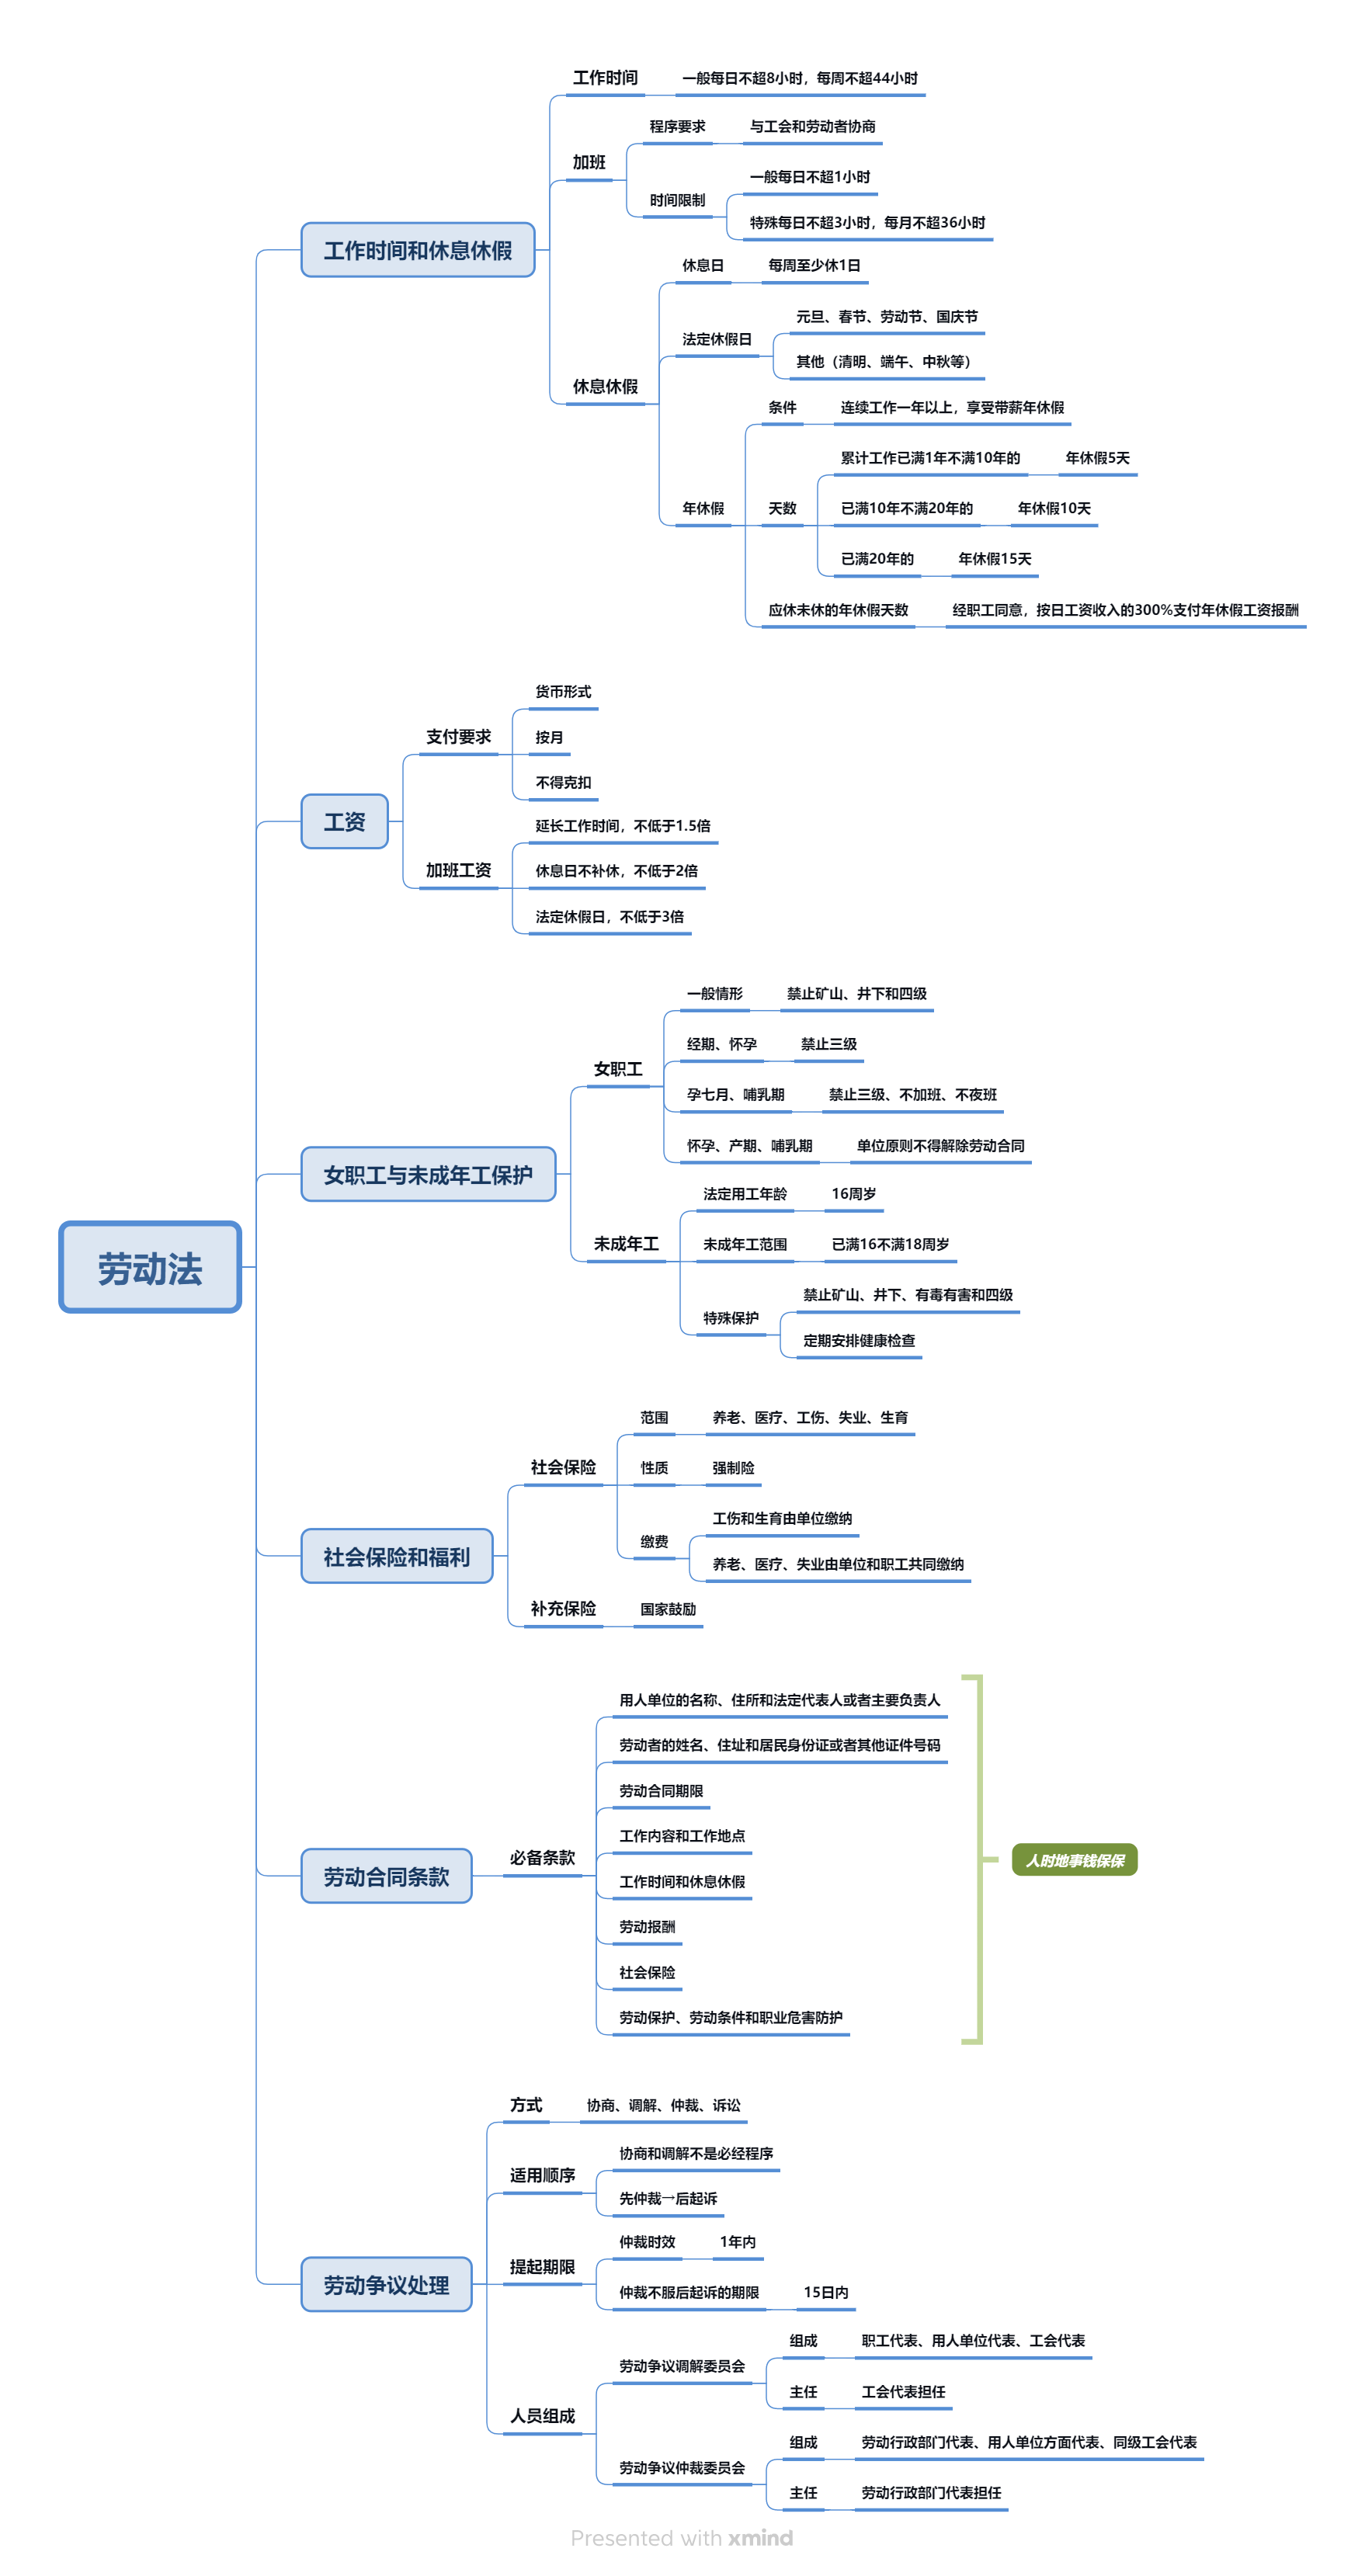 劳动法
工作时间和休息休假
工作时间
一般每日不超8小时，每周不超44小时
加班
程序要求
与工会和劳动者协商
时间限制
一般每日不超1小时
特殊每日不超3小时，每月不超36小时
休息休假
休息日
每周至少休1日
法定休假日
元旦、春节、劳动节、国庆节
其他（清明、端午、中秋等）
年休假
条件
连续工作一年以上，享受带薪年休假
天数
累计工作已满1年不满10年的
年休假5天
已满10年不满20年的
年休假10天
已满20年的
年休假15天
应休未休的年休假天数
经职工同意，按日工资收入的300%支付年休假工资报酬
工资
支付要求
货币形式
按月
不得克扣
加班工资
延长工作时间，不低于1.5倍
休息日不补休，不低于2倍
法定休假日，不低于3倍
女职工与未成年工保护
女职工
一般情形
禁止矿山、井下和四级
经期、怀孕
禁止三级
孕七月、哺乳期
禁止三级、不加班、不夜班
怀孕、产期、哺乳期
单位原则不得解除劳动合同
未成年工
法定用工年龄
16周岁
未成年工范围
已满16不满18周岁
特殊保护
禁止矿山、井下、有毒有害和四级
定期安排健康检查
社会保险和福利
社会保险
范围
养老、医疗、工伤、失业、生育
性质
强制险
缴费
工伤和生育由单位缴纳
养老、医疗、失业由单位和职工共同缴纳
补充保险
国家鼓励
劳动合同条款
必备条款
用人单位的名称、住所和法定代表人或者主要负责人
劳动者的姓名、住址和居民身份证或者其他证件号码
劳动合同期限
工作内容和工作地点
工作时间和休息休假
劳动报酬
社会保险
劳动保护、劳动条件和职业危害防护
人时地事钱保保
劳动争议处理
方式
协商、调解、仲裁、诉讼
适用顺序
协商和调解不是必经程序
先仲裁→后起诉
提起期限
仲裁时效
1年内
仲裁不服后起诉的期限
15日内
人员组成
劳动争议调解委员会
组成
职工代表、用人单位代表、工会代表
主任
工会代表担任
劳动争议仲裁委员会
组成
劳动行政部门代表、用人单位方面代表、同级工会代表
主任
劳动行政部门代表担任
Presented with xmind